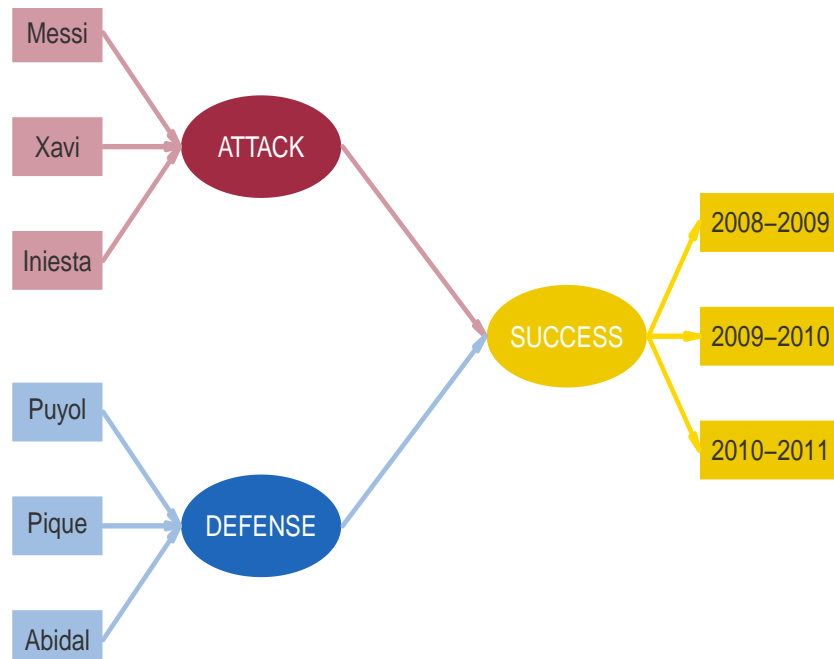 Messi
Xavi
Iniesta
ATTACK
Puyol
Pique
Abidal
DEFENSE
SUCCESS
2008–2009
2009–2010
2010–2011